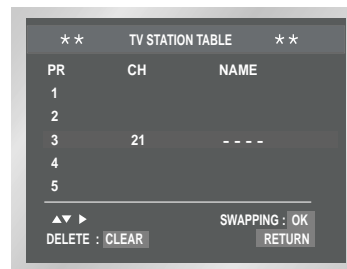 ** TV STATION TABLE **
PR CH NAME
1
2
3 21 ----
4
5
▲▼ ▶ SWAPPING : OK
DELETE : CLEAR RETURN